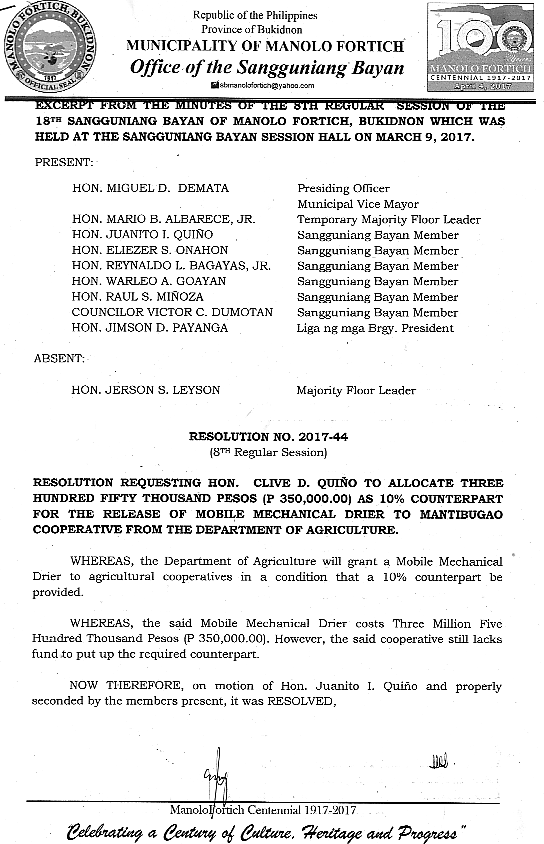 MANOLO FORTICH BUKIDNON
1917
OFFICIAL SEAL
Republic of the Philippines
Province of Bukidnon
MUNICIPALITY OF MANOLO FORTICH
Office of the Sangguniang Bayan
sbmanolofortich@yahoo.com
100
Years
MANOLO FORTICH
CENTENNIAL 1917-2017
April 4, 2017
EXCERPT FROM THE MINUTES OF THE 8TH REGULAR SESSION OF THE
18TH SANGGUNIANG BAYAN OF MANOLO FORTICH, BUKIDNON WHICH WAS
HELD AT THE SANGGUNIANG BAYAN SESSION HALL ON MARCH 9, 2017.
PRESENT:
HON. MIGUEL D. DEMATA Presiding Officer
Municipal Vice Mayor
HON. MARIO B. ALBARECE, JR. Temporary Majority Floor Leader
HON. JUANITO I. QUIÑO Sangguniang Bayan Member
HON. ELIEZER S. ONAHON Sangguniang Bayan Member
HON. REYNALDO L. BAGAYAS, JR. Sangguniang Bayan Member
HON. WARLEO A. GOAYAN Sangguniang Bayan Member
HON. RAUL S. MIÑOZA Sangguniang Bayan Member
COUNCILOR VICTOR C. DUMOTAN Sangguniang Bayan Member
HON. JIMSON D. PAYANGA Liga ng mga Brgy. President
ABSENT:
HON. JERSON S. LEYSON Majority Floor Leader
RESOLUTION NO. 2017-44
(8TH Regular Session)
RESOLUTION REQUESTING HON. CLIVE D. QUIÑO TO ALLOCATE THREE
HUNDRED FIFTY THOUSAND PESOS (P 350,000.00) AS 10% COUNTERPART
FOR THE RELEASE OF MOBILE MECHANICAL DRIER TO MANTIBUGAO
COOPERATIVE FROM THE DEPARTMENT OF AGRICULTURE.
WHEREAS, the Department of Agriculture will grant a Mobile Mechanical
Drier to agricultural cooperatives in a condition that a 10% counterpart be
provided.
WHEREAS, the said Mobile Mechanical Drier costs Three Million Five
Hundred Thousand Pesos (P 350,000.00). However, the said cooperative still lacks
fund to put up the required counterpart.
NOW THEREFORE, on motion of Hon. Juanito I. Quiño and properly
seconded by the members present, it was RESOLVED,
Manolo Fortich Centennial 1917-2017
"Celebrating a Century of Culture, Heritage and Progress"